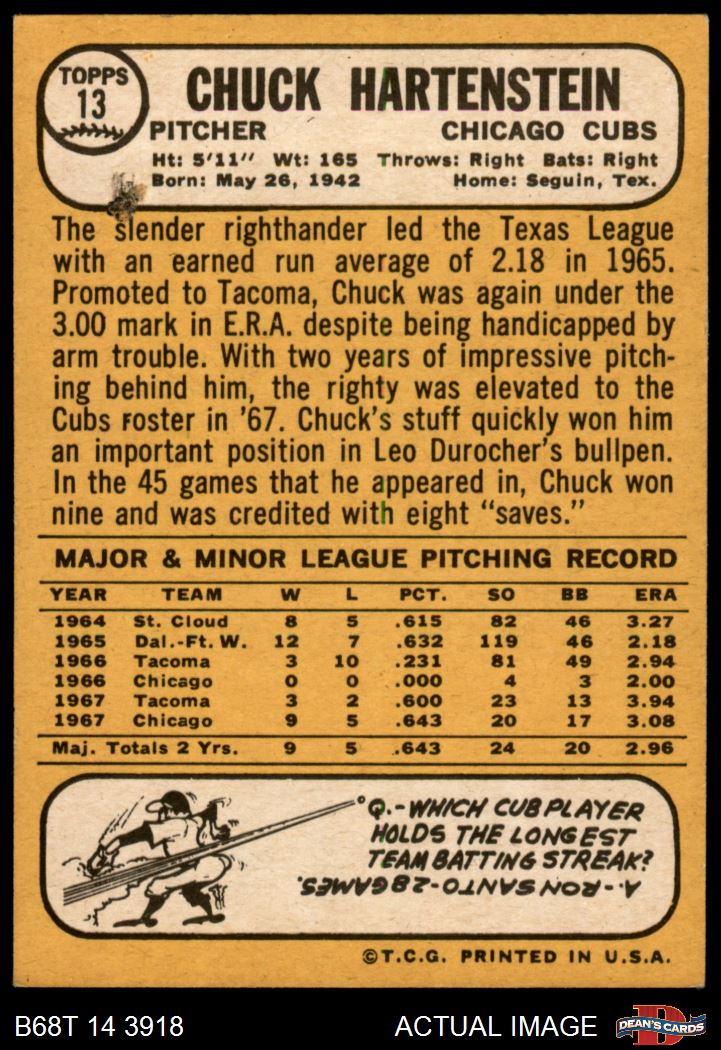 TOPPS
13
CHUCK HARTENSTEIN
PITCHER CHICAGO CUBS
Ht: 5'11" Wt: 165 Throws: Right Bats: Right
Born: May 26, 1942 Home: Seguin, Tex.
The slender righthander led the Texas League
with an earned run average of 2.18 in 1965.
Promoted to Tacoma, Chuck was again under the
3.00 mark in E.R.A. despite being handicapped by
arm trouble. With two years of impressive pitch-
ing behind him, the righty was elevated to the
Cubs roster in '67. Chuck's stuff quickly won him
an important position in Leo Durocher's bullpen.
In the 45 games that he appeared in, Chuck won
nine and was credited with eight "saves."
MAJOR & MINOR LEAGUE PITCHING RECORD
YEAR TEAM W L PCT. SO BB ERA
1964 St. Cloud 8 5 .615 82 46 3.27
1965 Dal.-Ft. W. 12 7 .632 119 46 2.18
1966 Tacoma 3 10 .231 81 49 2.94
1966 Chicago 0 0 .000 4 3 2.00
1967 Tacoma 3 2 .600 23 13 3.94
1967 Chicago 9 5 .643 20 17 3.08
Maj. Totals 2 Yrs. 9 5 .643 24 20 2.96
Q.-WHICH CUB PLAYER
HOLDS THE LONGEST
TEAM BATTING STREAK?
A.-RON SANTO-28 GAMES.
©T.C.G. PRINTED IN U.S.A.
B68T 14 3918 ACTUAL IMAGE DEAN'S CARDS